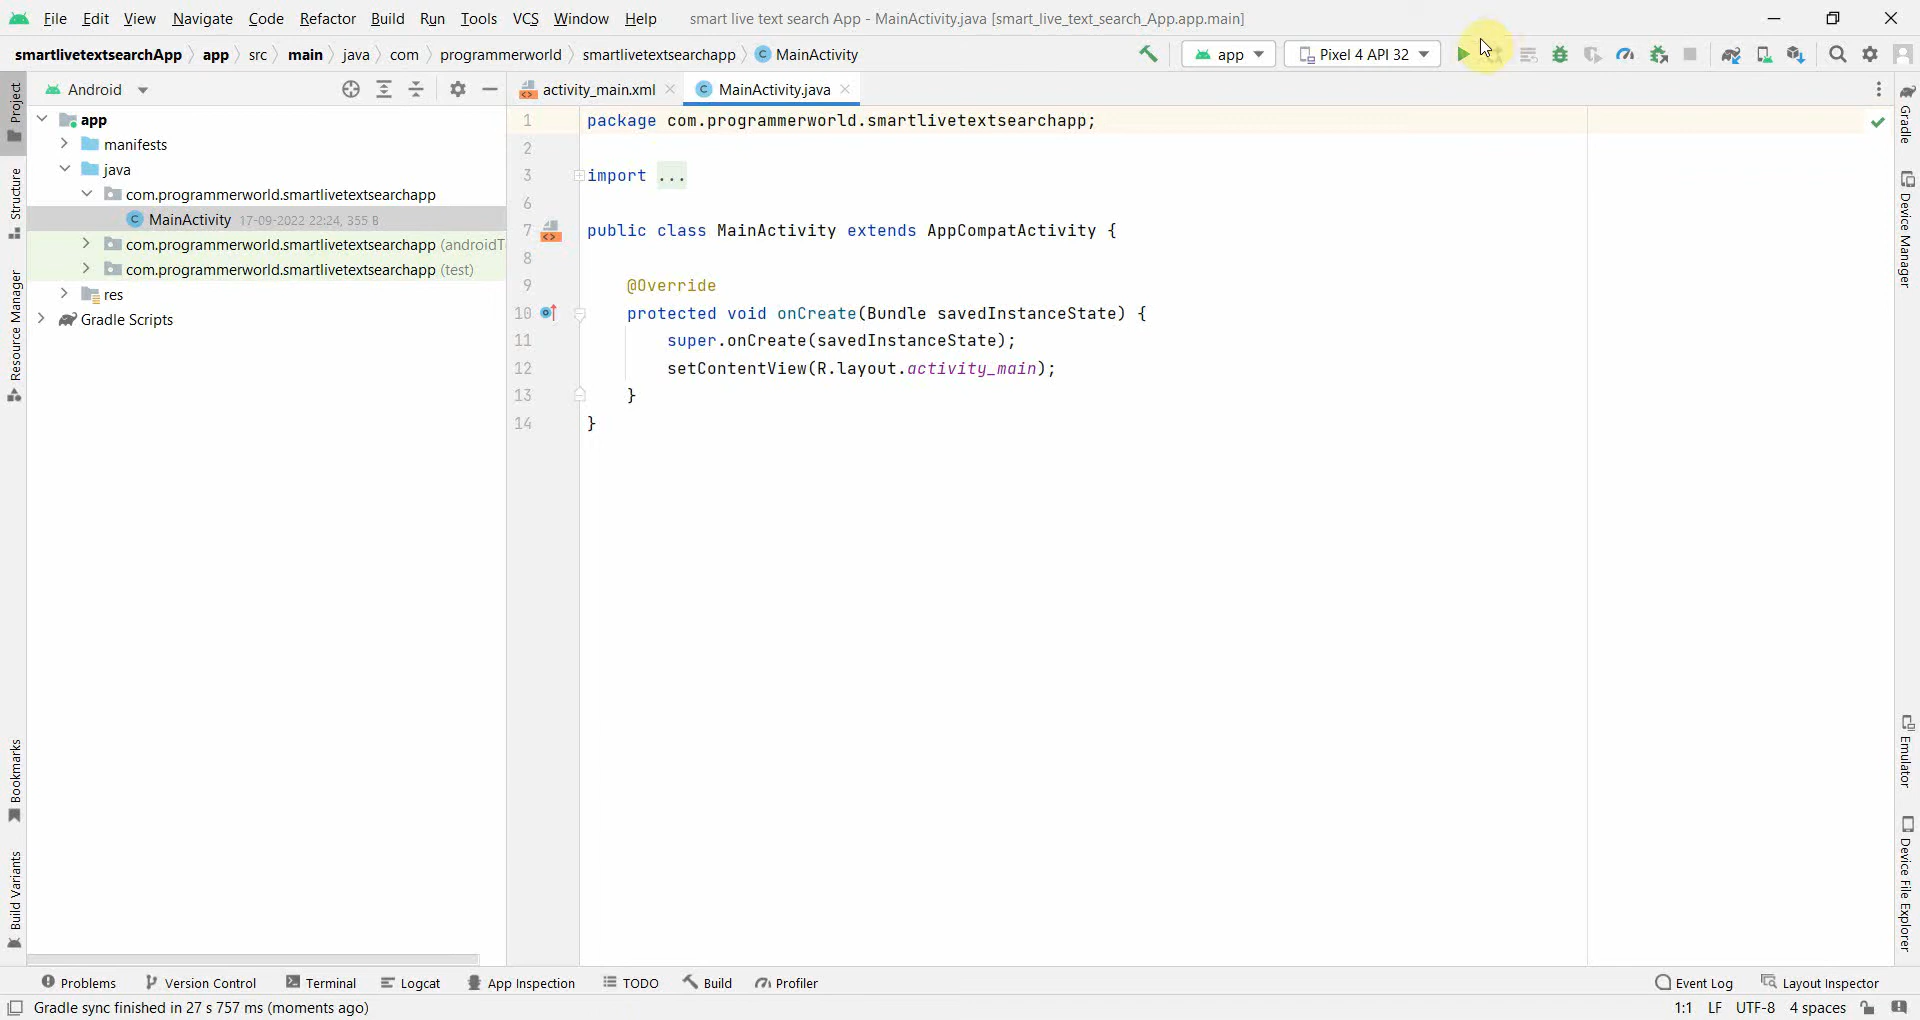 File Edit View Navigate Code Refactor Build Run Tools VCS Window Help smart live text search App - MainActivity.java [smart_live_text_search_App.app.main]
smartlivetextsearchApp app src main java com programmerworld smartlivetextsearchapp MainActivity app Pixel 4 API 32
Android activity_main.xml MainActivity.java
app
manifests
java
com.programmerworld.smartlivetextsearchapp
MainActivity 17-09-2022 22:24, 355 B
com.programmerworld.smartlivetextsearchapp (androidT
com.programmerworld.smartlivetextsearchapp (test)
res
Gradle Scripts
1 package com.programmerworld.smartlivetextsearchapp;
2
3 import ...
6
7 public class MainActivity extends AppCompatActivity {
8
9 @Override
10 protected void onCreate(Bundle savedInstanceState) {
11 super.onCreate(savedInstanceState);
12 setContentView(R.layout.activity_main);
13 }
14 }
Project
Structure
Resource Manager
Bookmarks
Build Variants
Gradle
Device Manager
Emulator
Device File Explorer
Problems Version Control Terminal Logcat App Inspection TODO Build Profiler Event Log Layout Inspector
Gradle sync finished in 27 s 757 ms (moments ago) 1:1 LF UTF-8 4 spaces